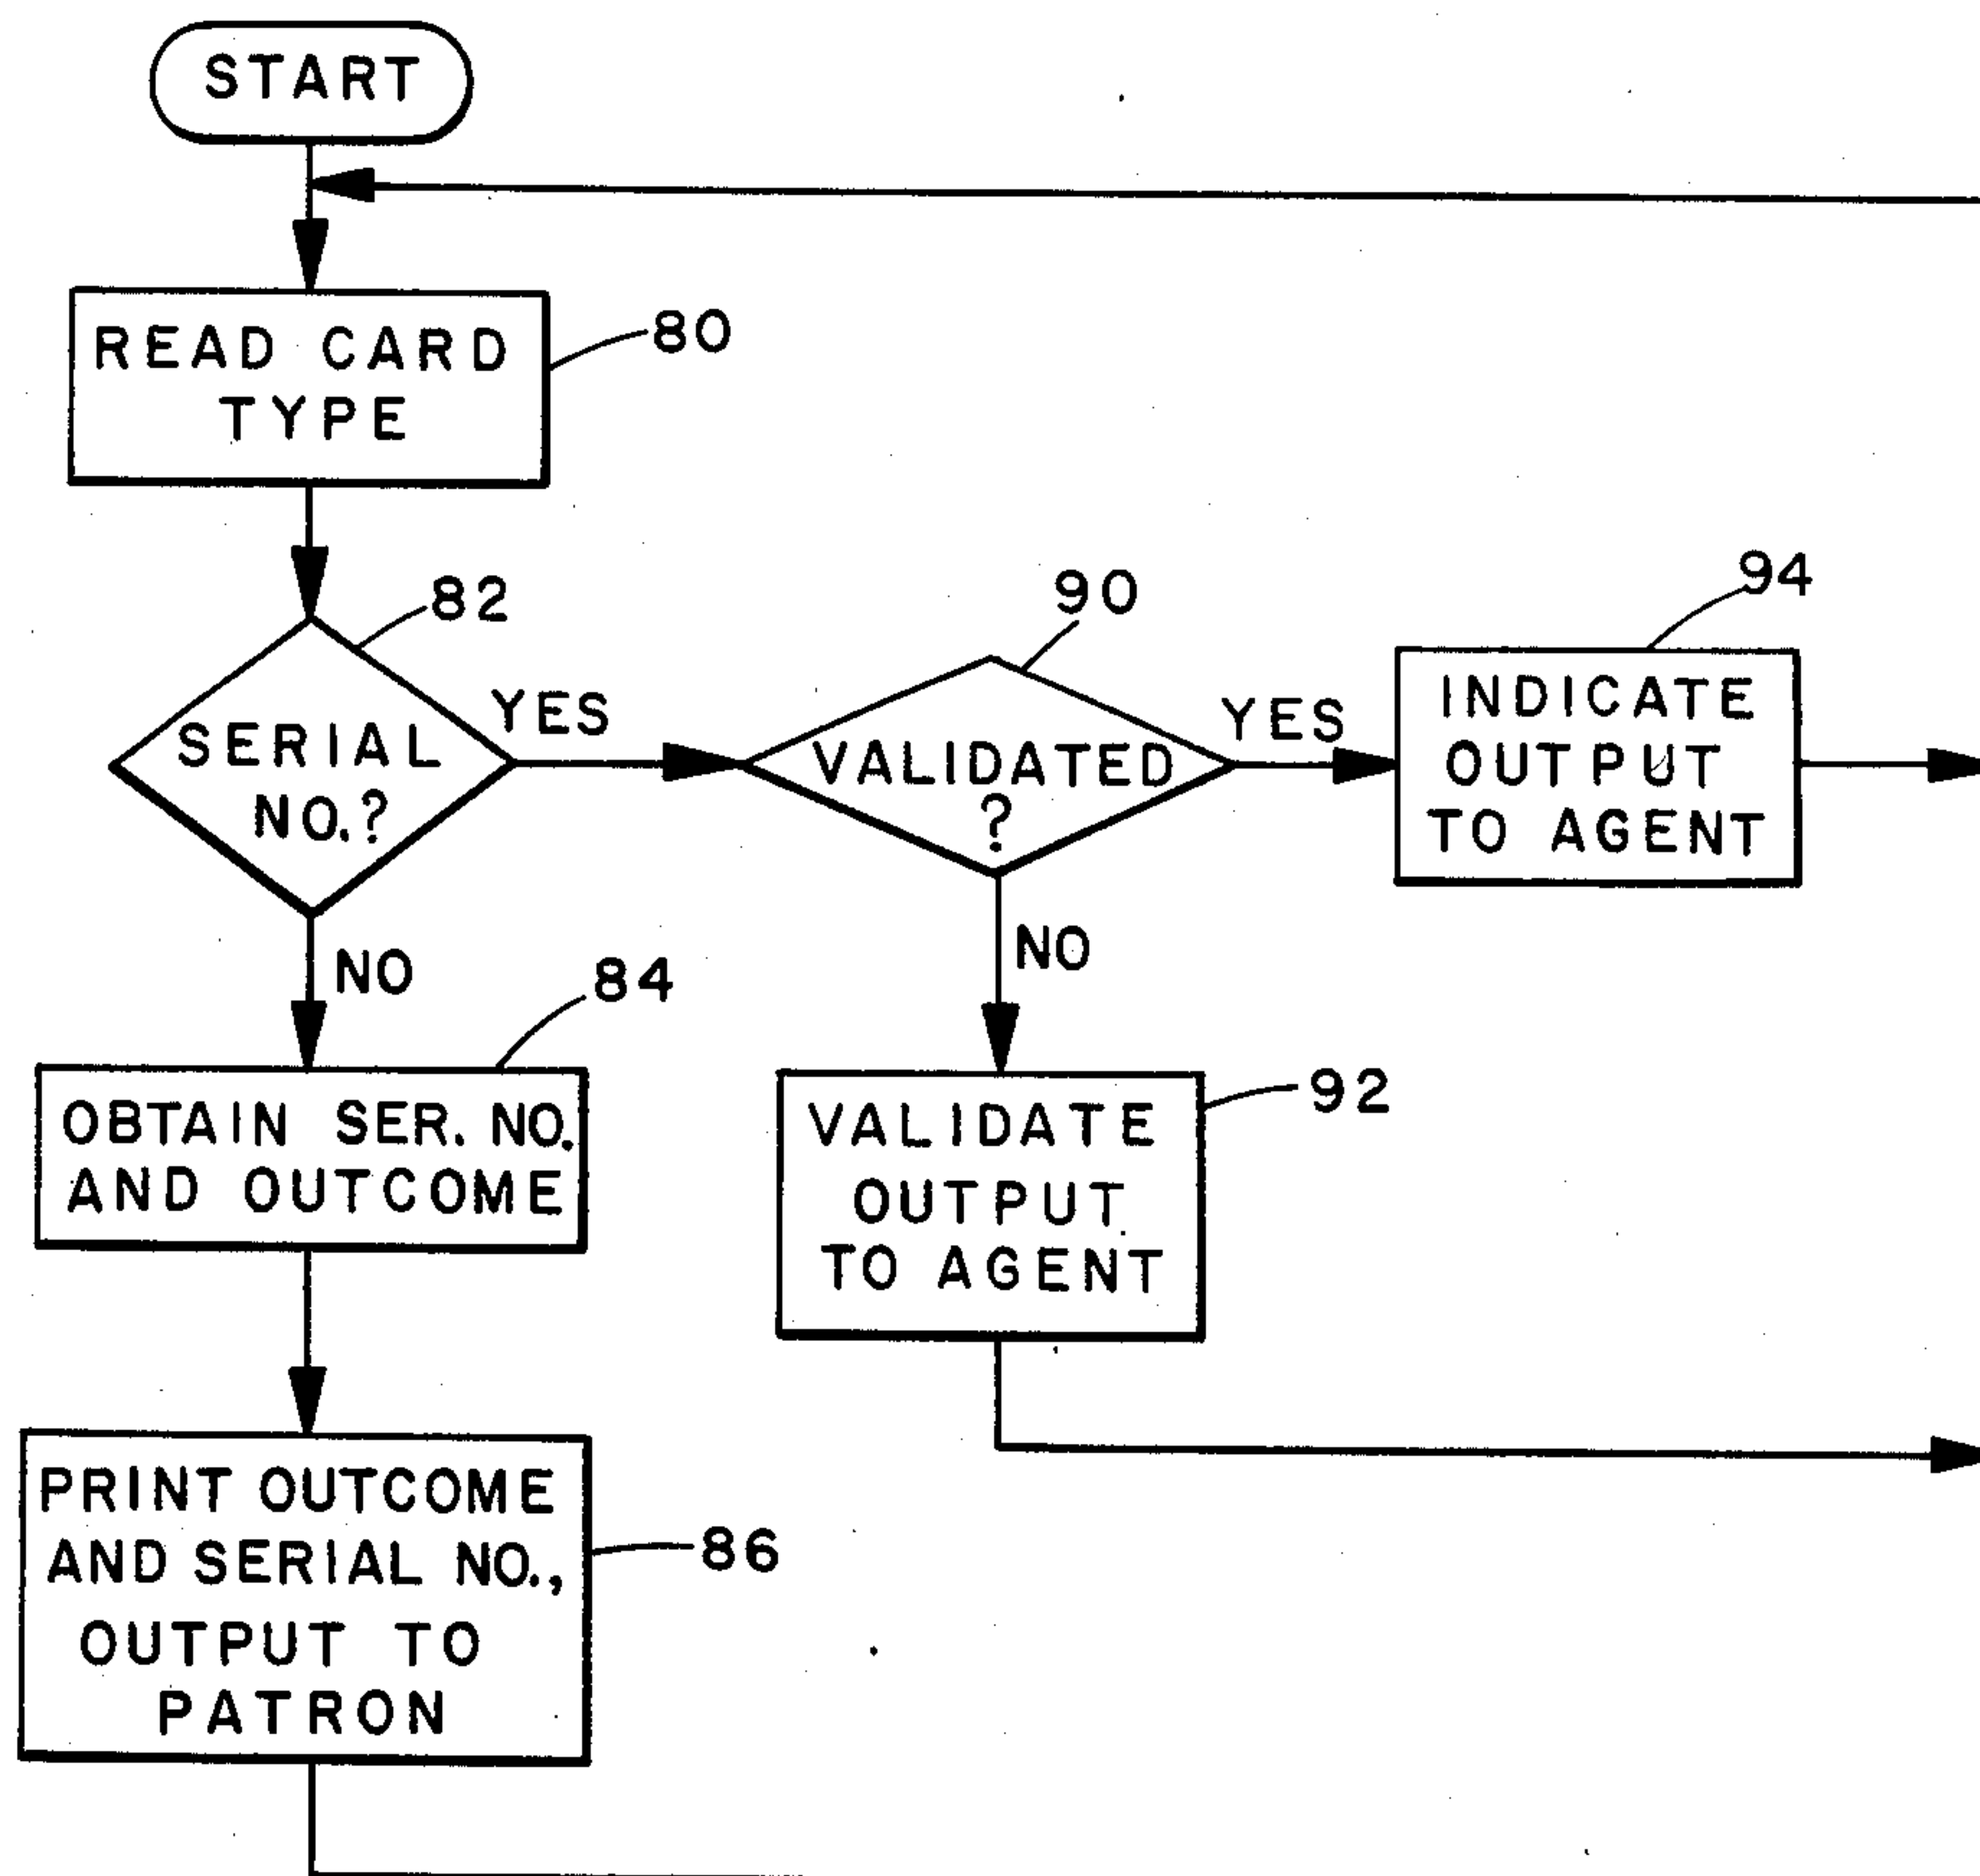 START
READ CARD
TYPE
80
82
SERIAL
NO.?
YES
NO
90
VALIDATED
?
YES
NO
94
INDICATE
OUTPUT
TO AGENT
84
OBTAIN SER. NO.
AND OUTCOME
92
VALIDATE
OUTPUT
TO AGENT
PRINT OUTCOME
AND SERIAL NO.,
OUTPUT TO
PATRON
86